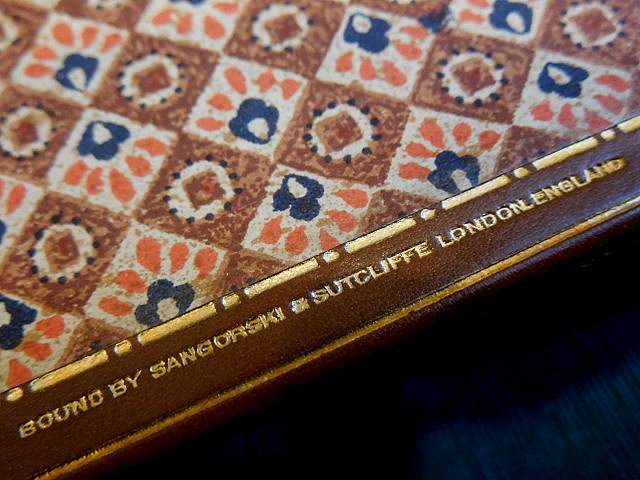 BOUND BY SANGORSKI & SUTCLIFFE LONDON.ENGLAND